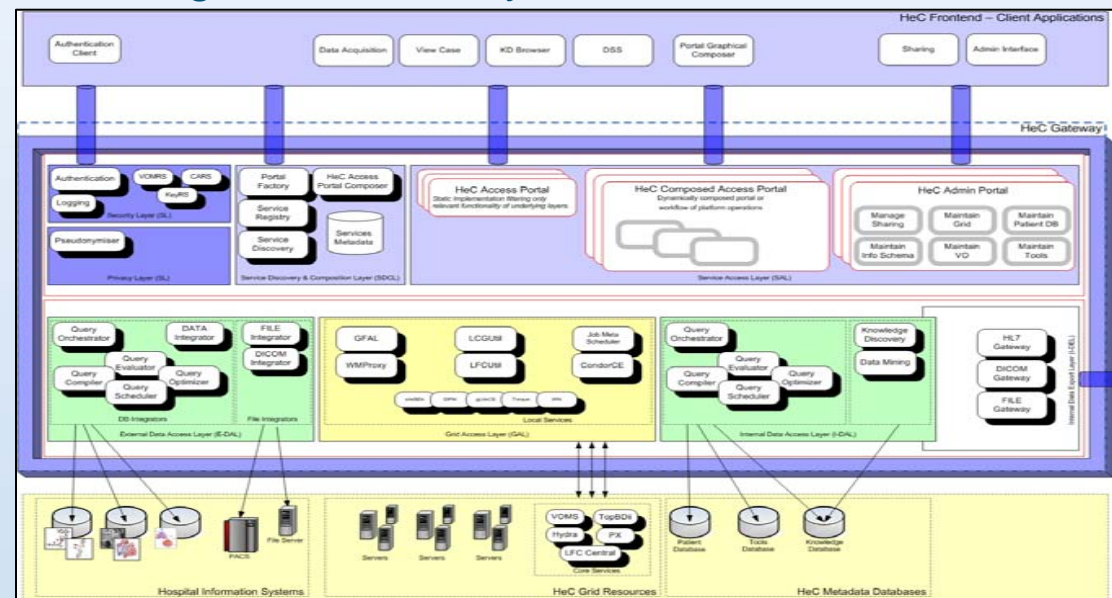 HeC Frontend – Client Applications
Authentication
Client
Data Acquisition
View Case
KD Browser
DSS
Portal Graphical
Composer
Sharing
Admin Interface
HeC Gateway
Authentication
VOMRS
CARS
KeyRS
Logging
Security Layer (SL)
Pseudonymiser
Privacy Layer (SL)
Portal
Factory
HeC Access
Portal Composer
Service
Registry
Service
Discovery
Services
Metadata
Service Discovery & Composition Layer (SDCL)
HeC Access Portal
Static Implementation filtering only
relevant functionality of underlying layers
HeC Composed Access Portal
Dynamically composed portal or
workflow of platform operations
HeC Admin Portal
Manage
Sharing
Maintain
Grid
Maintain
Patient DB
Maintain
Info Schema
Maintain
VO
Maintain
Tools
Service Access Layer (SAL)
Query
Orchestrator
DATA
Integrator
Query
Evaluator
Query
Compiler
Query
Optimizer
Query
Scheduler
DB Integrators
FILE
Integrator
DICOM
Integrator
File Integrators
External Data Access Layer (E-DAL)
GFAL
LCGUtil
Job Meta
Scheduler
WMProxy
LFCUtil
CondorCE
Torque
Local Services
Grid Access Layer (GAL)
Query
Orchestrator
Query
Evaluator
Query
Compiler
Query
Optimizer
Query
Scheduler
Knowledge
Discovery
Data Mining
Internal Data Access Layer (I-DAL)
HL7
Gateway
DICOM
Gateway
FILE
Gateway
Internal Data Export Layer (I-DEL)
PACS
File Server
Hospital Information Systems
Servers
Servers
Servers
VOMS
TopBDii
Hydra
PX
LFC Central
Core Services
HeC Grid Resources
Patient
Database
Tools
Database
Knowledge
Database
HeC Metadata Databases